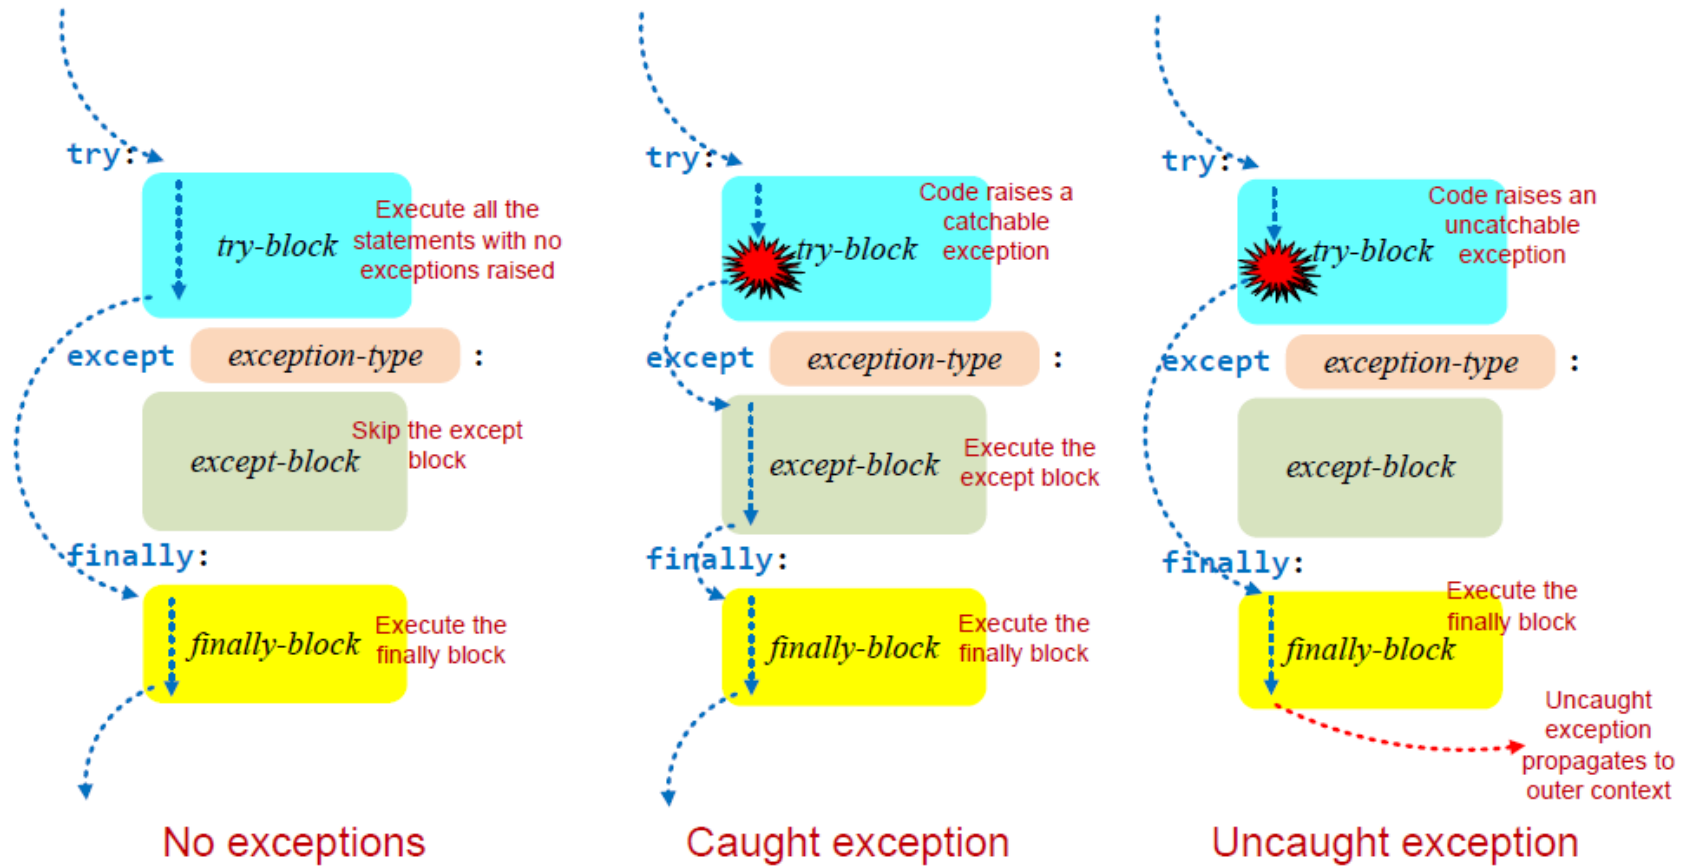 try:
Execute all the
statements with no
exceptions raised
try-block
except exception-type :
Skip the except
block
except-block
finally:
Execute the
finally block
finally-block
No exceptions
try:
Code raises a
catchable
exception
try-block
except exception-type :
except-block
Execute the
except block
finally:
finally-block
Execute the
finally block
Caught exception
try:
Code raises an
uncatchable
exception
try-block
except exception-type :
except-block
finally:
Execute the
finally block
finally-block
Uncaught
exception
propagates to
outer context
Uncaught exception